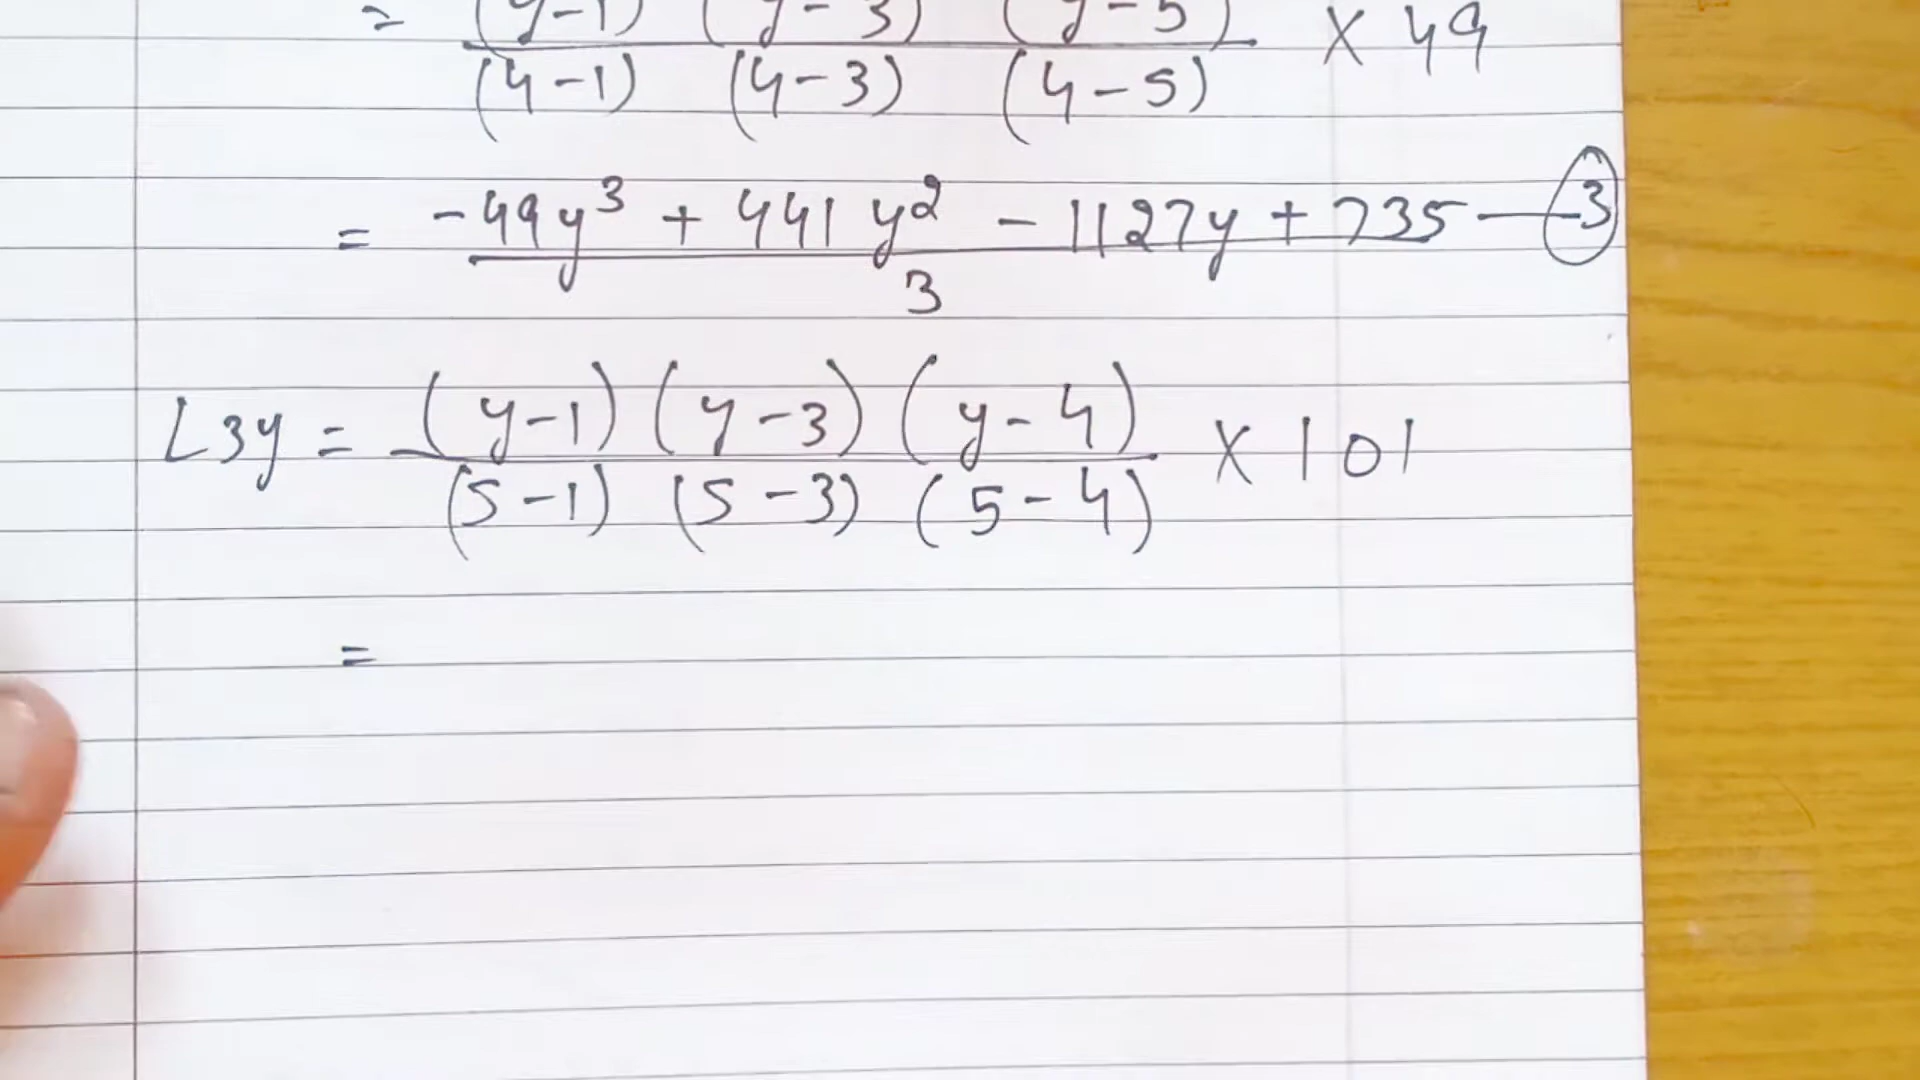 = (y-1) (y-3) (y-5) × 49
(4-1) (4-3) (4-5)
= -49y³ + 441y² - 1127y + 735 — 3
3
L3y = (y-1) (y-3) (y-4) × 101
(5-1) (5-3) (5-4)
=